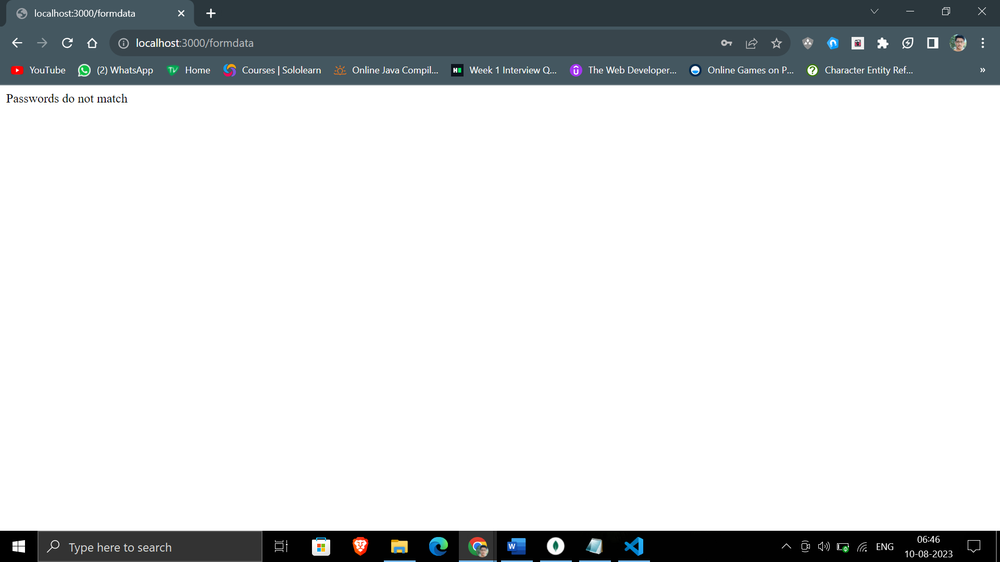 localhost:3000/formdata
localhost:3000/formdata
YouTube (2) WhatsApp Home Courses | Sololearn Online Java Compil... Week 1 Interview Q... The Web Developer... Online Games on P... Character Entity Ref... »
Passwords do not match
Type here to search
ENG
06:46
10-08-2023